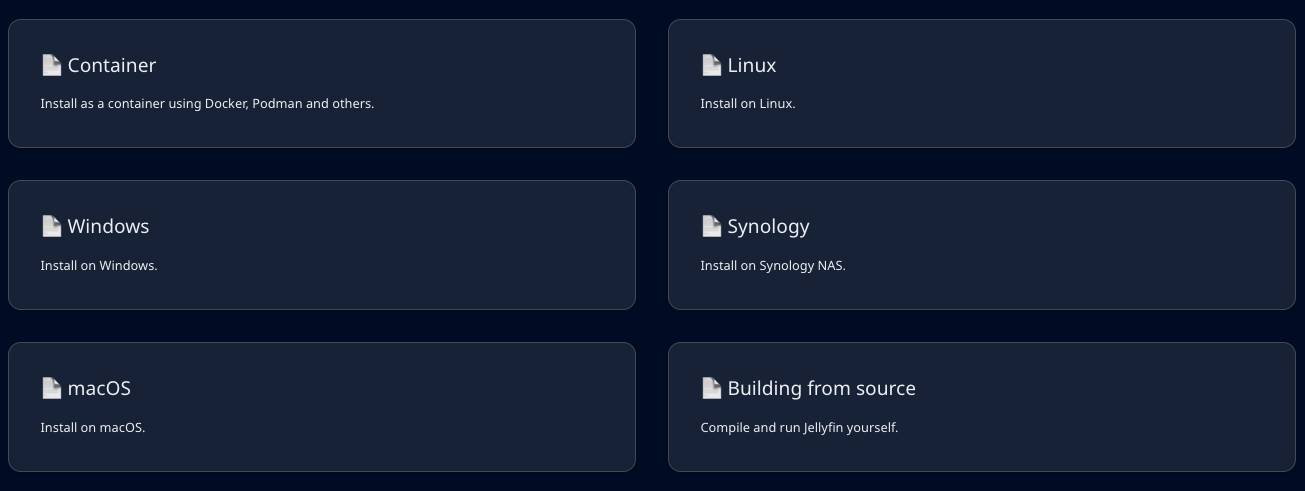 Container
Install as a container using Docker, Podman and others.
Linux
Install on Linux.
Windows
Install on Windows.
Synology
Install on Synology NAS.
macOS
Install on macOS.
Building from source
Compile and run Jellyfin yourself.